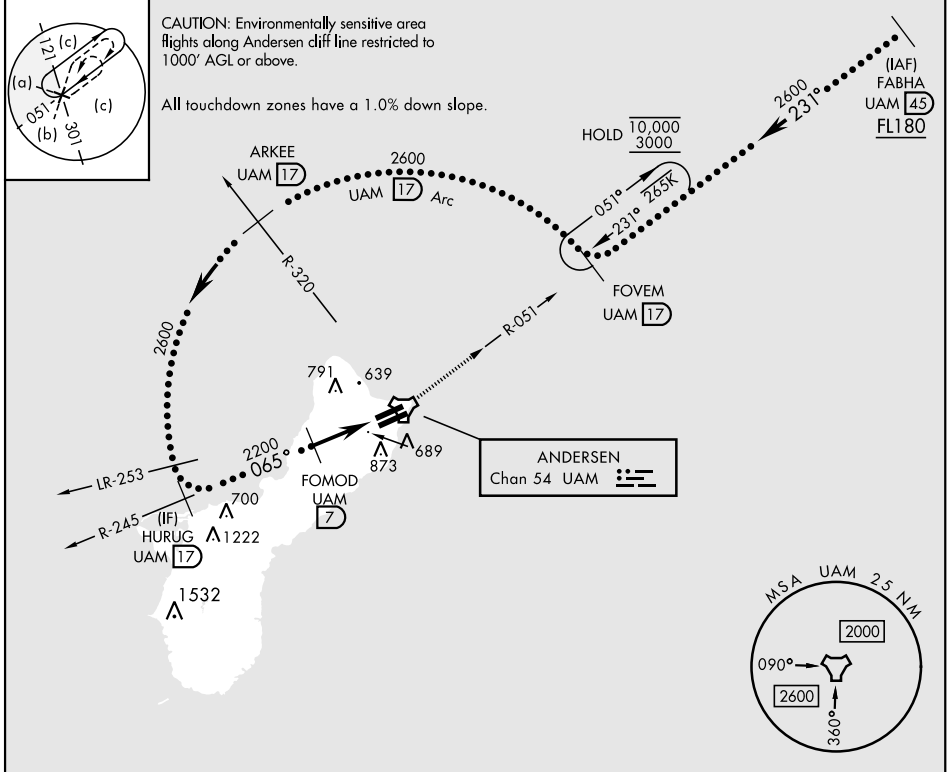 CAUTION: Environmentally sensitive area
flights along Andersen cliff line restricted to
1000' AGL or above.
All touchdown zones have a 1.0% down slope.
121
(c)
(a)
051
(b)
301
(c)
(IAF)
FABHA
UAM 45
FL180
2600
231°
HOLD 10,000
3000
051°
231° 265K
ARKEE
UAM 17
2600
UAM 17 Arc
FOVEM
UAM 17
R-320
R-051
2600
791
639
689
873
ANDERSEN
Chan 54 UAM
2200
065°
FOMOD
UAM
7
LR-253
R-245
(IF)
HURUG
UAM 17
700
1222
1532
MSA UAM 25 NM
2000
090°
2600
360°